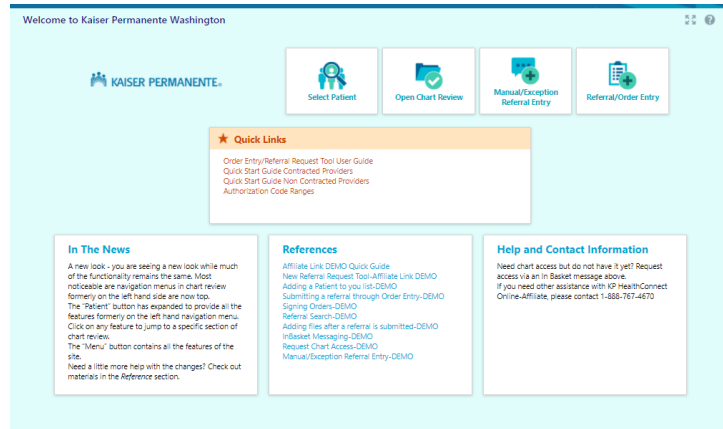 Welcome to Kaiser Permanente Washington
KAISER PERMANENTE®
Select Patient
Open Chart Review
Manual/Exception
Referral Entry
Referral/Order Entry
Quick Links
Order Entry/Referral Request Tool User Guide
Quick Start Guide Contracted Providers
Quick Start Guide Non Contracted Providers
Authorization Code Ranges
In The News
A new look - you are seeing a new look while much
of the functionality remains the same. Most
noticeable are navigation menus in chart review
formerly on the left hand side are now top.
The "Patient" button has expanded to provide all the
features formerly on the left hand navigation menu.
Click on any feature to jump to a specific section of
chart review.
The "Menu" button contains all the features of the
site.
Need a little more help with the changes? Check out
materials in the Reference section.
References
Affiliate Link DEMO Quick Guide
New Referral Request Tool-Affiliate Link DEMO
Adding a Patient to you list-DEMO
Submitting a referral through Order Entry-DEMO
Signing Orders-DEMO
Referral Search-DEMO
Adding files after a referral is submitted-DEMO
InBasket Messaging-DEMO
Request Chart Access-DEMO
Manual/Exception Referral Entry-DEMO
Help and Contact Information
Need chart access but do not have it yet? Request
access via an In Basket message above.
If you need other assistance with KP HealthConnect
Online-Affiliate, please contact 1-888-767-4670